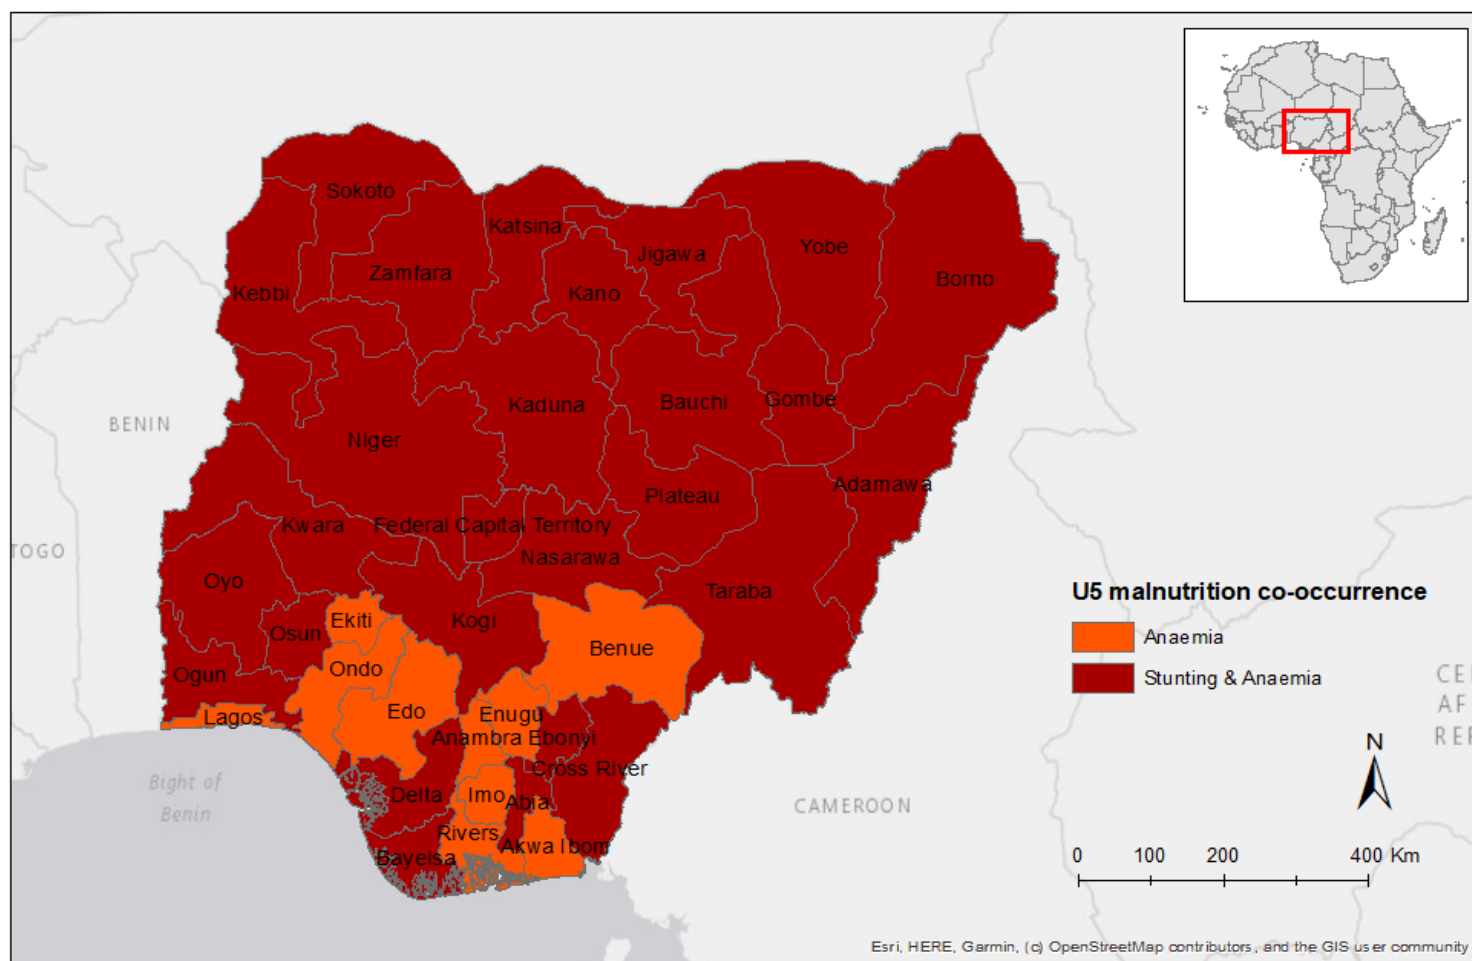 Sokoto
Katsina
Jigawa
Yobe
Zamfara
Kano
Borno
Kebbi
BENIN
Niger
Kaduna
Bauchi
Gombe
Adamawa
Plateau
Kwara
Federal Capital Territory
Nasarawa
TOGO
Oyo
Taraba
Ekiti
Osun
Kogi
Benue
Ondo
Ogun
Edo
Lagos
Enugu
Anambra
Ebonyi
Cross River
Bight of
Benin
Delta
Imo
Abia
Rivers
Akwa Ibom
Bayelsa
CAMEROON
U5 malnutrition co-occurrence
Anaemia
Stunting & Anaemia
CE
AF
REF
N
0 100 200 400 Km
Esri, HERE, Garmin, (c) OpenStreetMap contributors, and the GIS user community